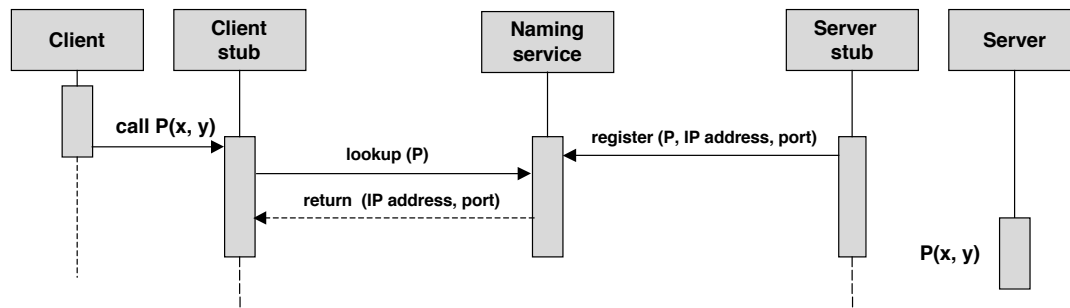 Client
Client
stub
Naming
service
Server
stub
Server
call P(x, y)
register (P, IP address, port)
lookup (P)
return (IP address, port)
P(x, y)